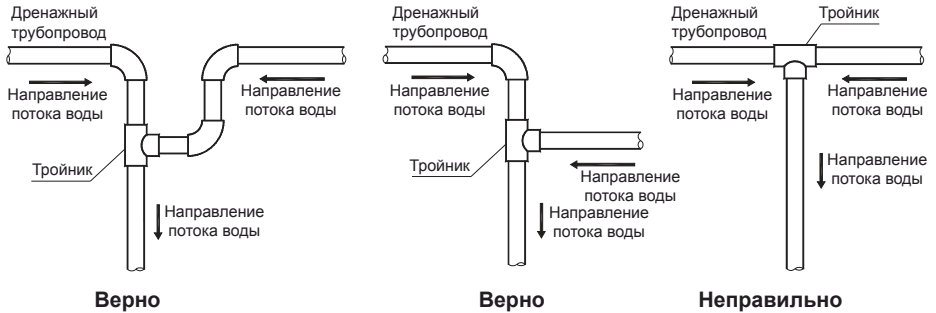 Дренажный
трубопровод
Направление
потока воды
Направление
потока воды
Тройник
Направление
потока воды
Верно
Дренажный
трубопровод
Направление
потока воды
Тройник
Направление
потока воды
Направление
потока воды
Верно
Дренажный
трубопровод
Тройник
Направление
потока воды
Направление
потока воды
Направление
потока воды
Неправильно